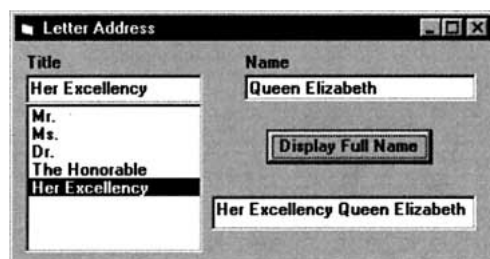 Letter Address
Title
Her Excellency
Mr.
Ms.
Dr.
The Honorable
Her Excellency
Name
Queen Elizabeth
Display Full Name
Her Excellency Queen Elizabeth